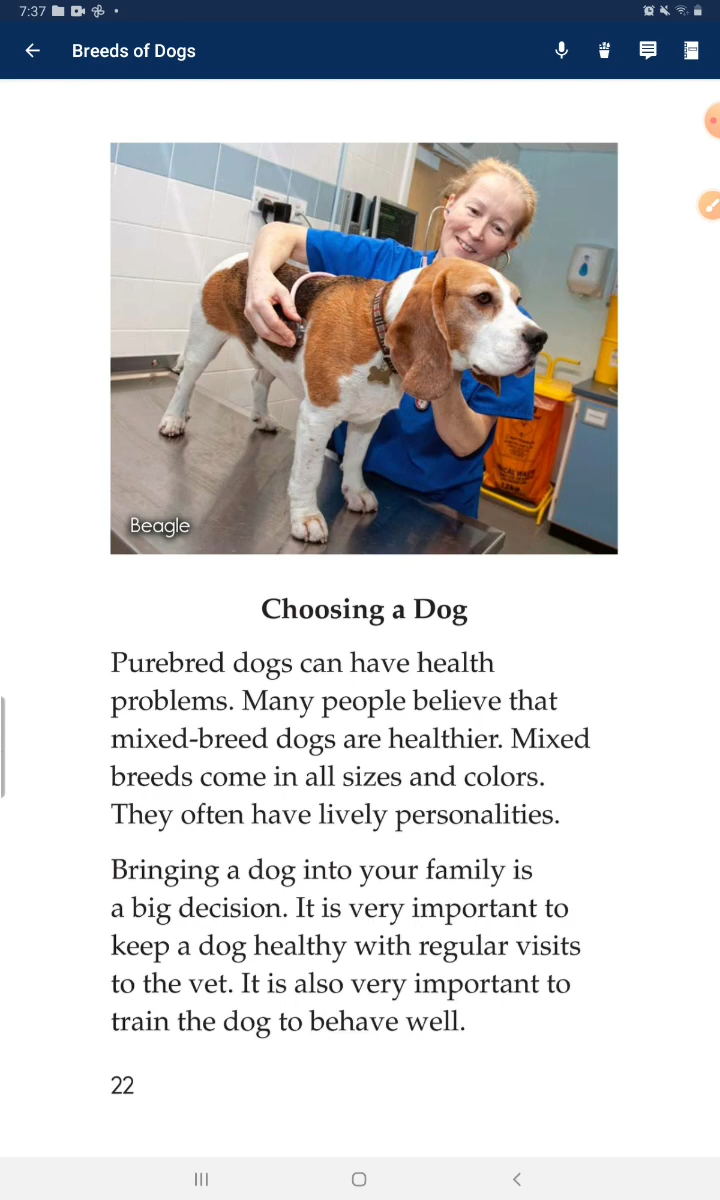 7:37
Breeds of Dogs
Beagle
Choosing a Dog
Purebred dogs can have health
problems. Many people believe that
mixed-breed dogs are healthier. Mixed
breeds come in all sizes and colors.
They often have lively personalities.
Bringing a dog into your family is
a big decision. It is very important to
keep a dog healthy with regular visits
to the vet. It is also very important to
train the dog to behave well.
22